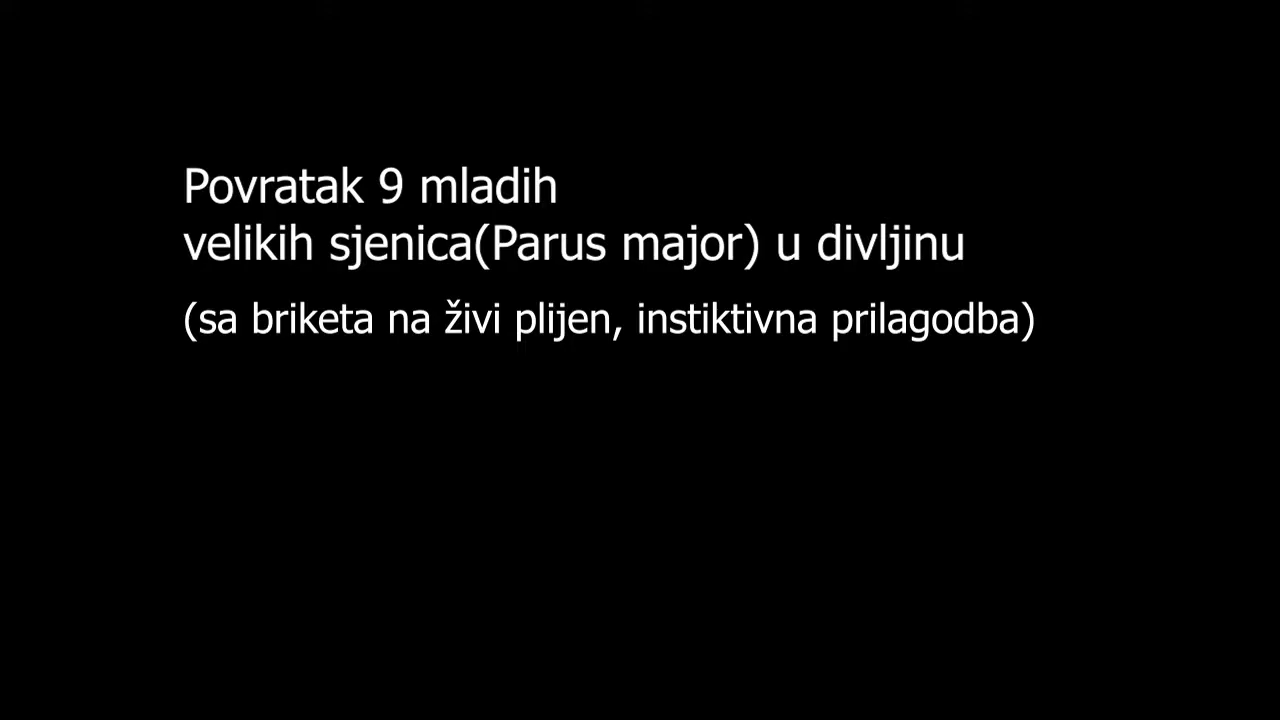 Povratak 9 mladih
velikih sjenica(Parus major) u divljinu
(sa briketa na živi plijen, instiktivna prilagodba)